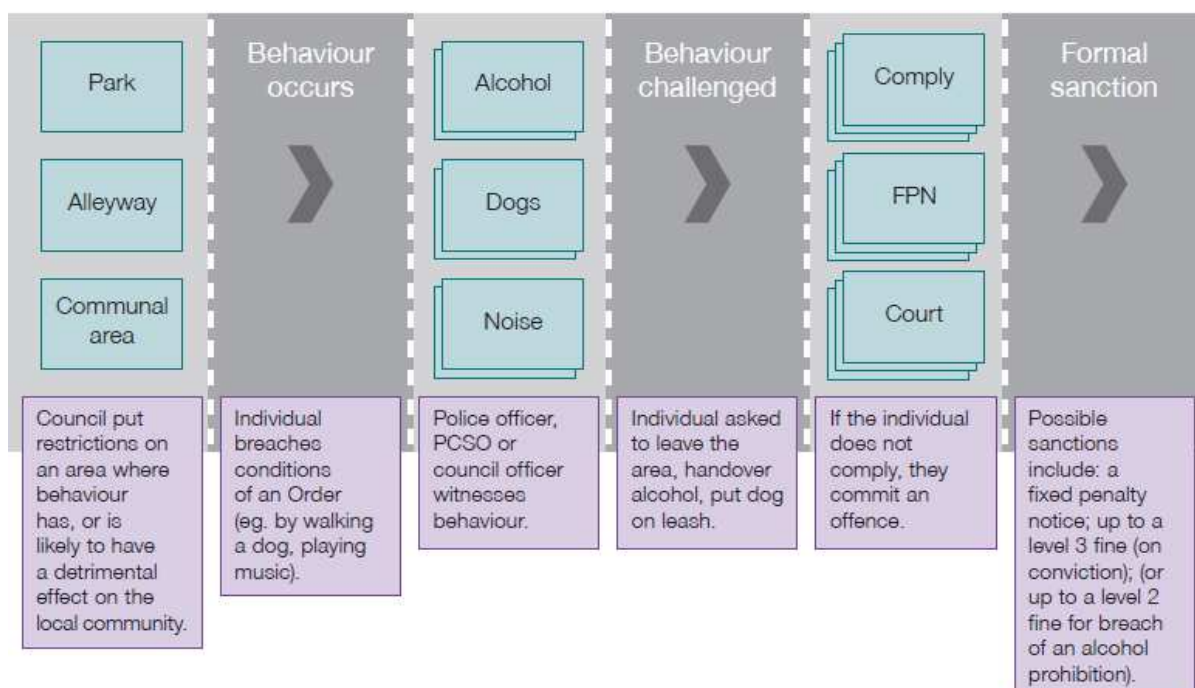 Park
Alleyway
Communal
area
Council put
restrictions on
an area where
behaviour
has, or is
likely to have
a detrimental
effect on the
local community.
Behaviour
occurs
Individual
breaches
conditions
of an Order
(eg. by walking
a dog, playing
music).
Alcohol
Dogs
Noise
Police officer,
PCSO or
council officer
witnesses
behaviour.
Behaviour
challenged
Individual asked
to leave the
area, handover
alcohol, put dog
on leash.
Comply
FPN
Court
If the individual
does not
comply, they
commit an
offence.
Formal
sanction
Possible
sanctions
include: a
fixed penalty
notice; up to a
level 3 fine (on
conviction); (or
up to a level 2
fine for breach
of an alcohol
prohibition).